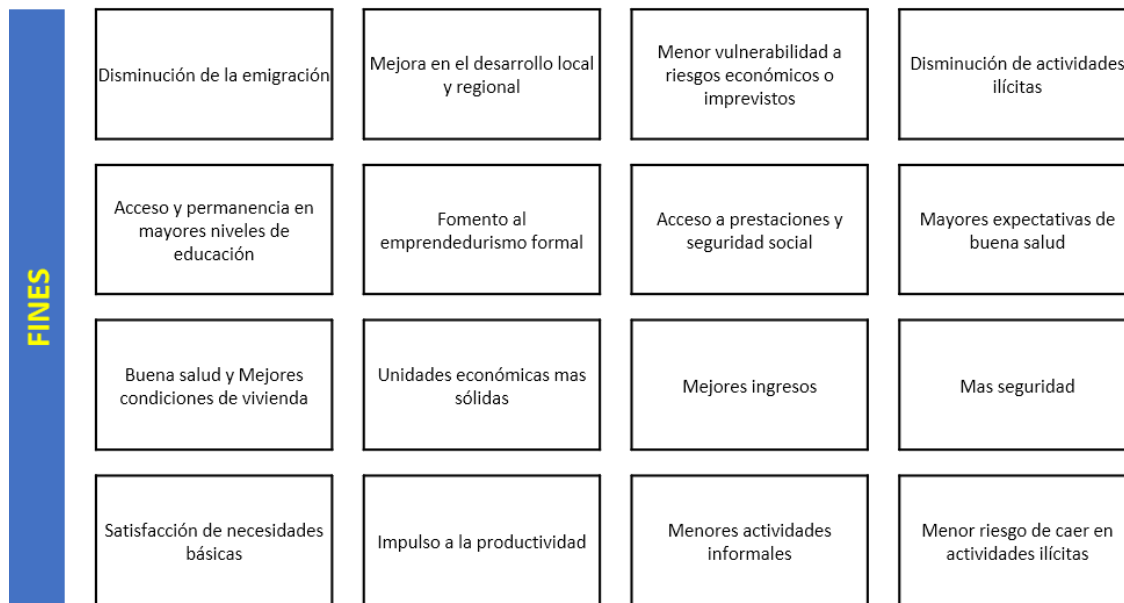 FINES
Disminución de la emigración
Mejora en el desarrollo local
y regional
Menor vulnerabilidad a
riesgos económicos o
imprevistos
Disminución de actividades
ilícitas
Acceso y permanencia en
mayores niveles de
educación
Fomento al
emprendedurismo formal
Acceso a prestaciones y
seguridad social
Mayores expectativas de
buena salud
Buena salud y Mejores
condiciones de vivienda
Unidades económicas mas
sólidas
Mejores ingresos
Mas seguridad
Satisfacción de necesidades
básicas
Impulso a la productividad
Menores actividades
informales
Menor riesgo de caer en
actividades ilícitas